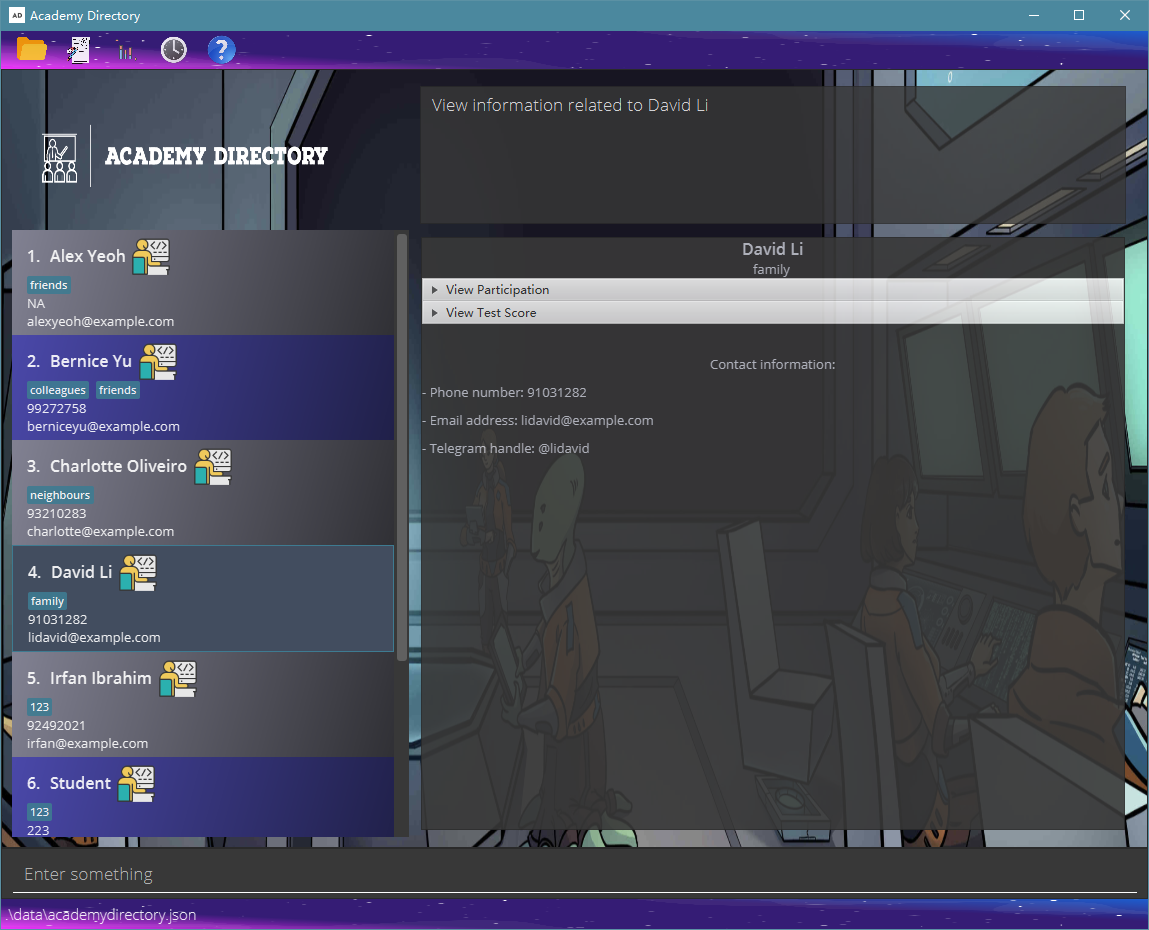 AD Academy Directory
?
ACADEMY DIRECTORY
View information related to David Li
1. Alex Yeoh
friends
NA
alexyeoh@example.com
2. Bernice Yu
colleagues friends
99272758
berniceyu@example.com
3. Charlotte Oliveiro
neighbours
93210283
charlotte@example.com
4. David Li
family
91031282
lidavid@example.com
5. Irfan Ibrahim
123
92492021
irfan@example.com
6. Student
123
223
David Li
family
View Participation
View Test Score
Contact information:
- Phone number: 91031282
- Email address: lidavid@example.com
- Telegram handle: @lidavid
Enter something
.\data\academydirectory.json